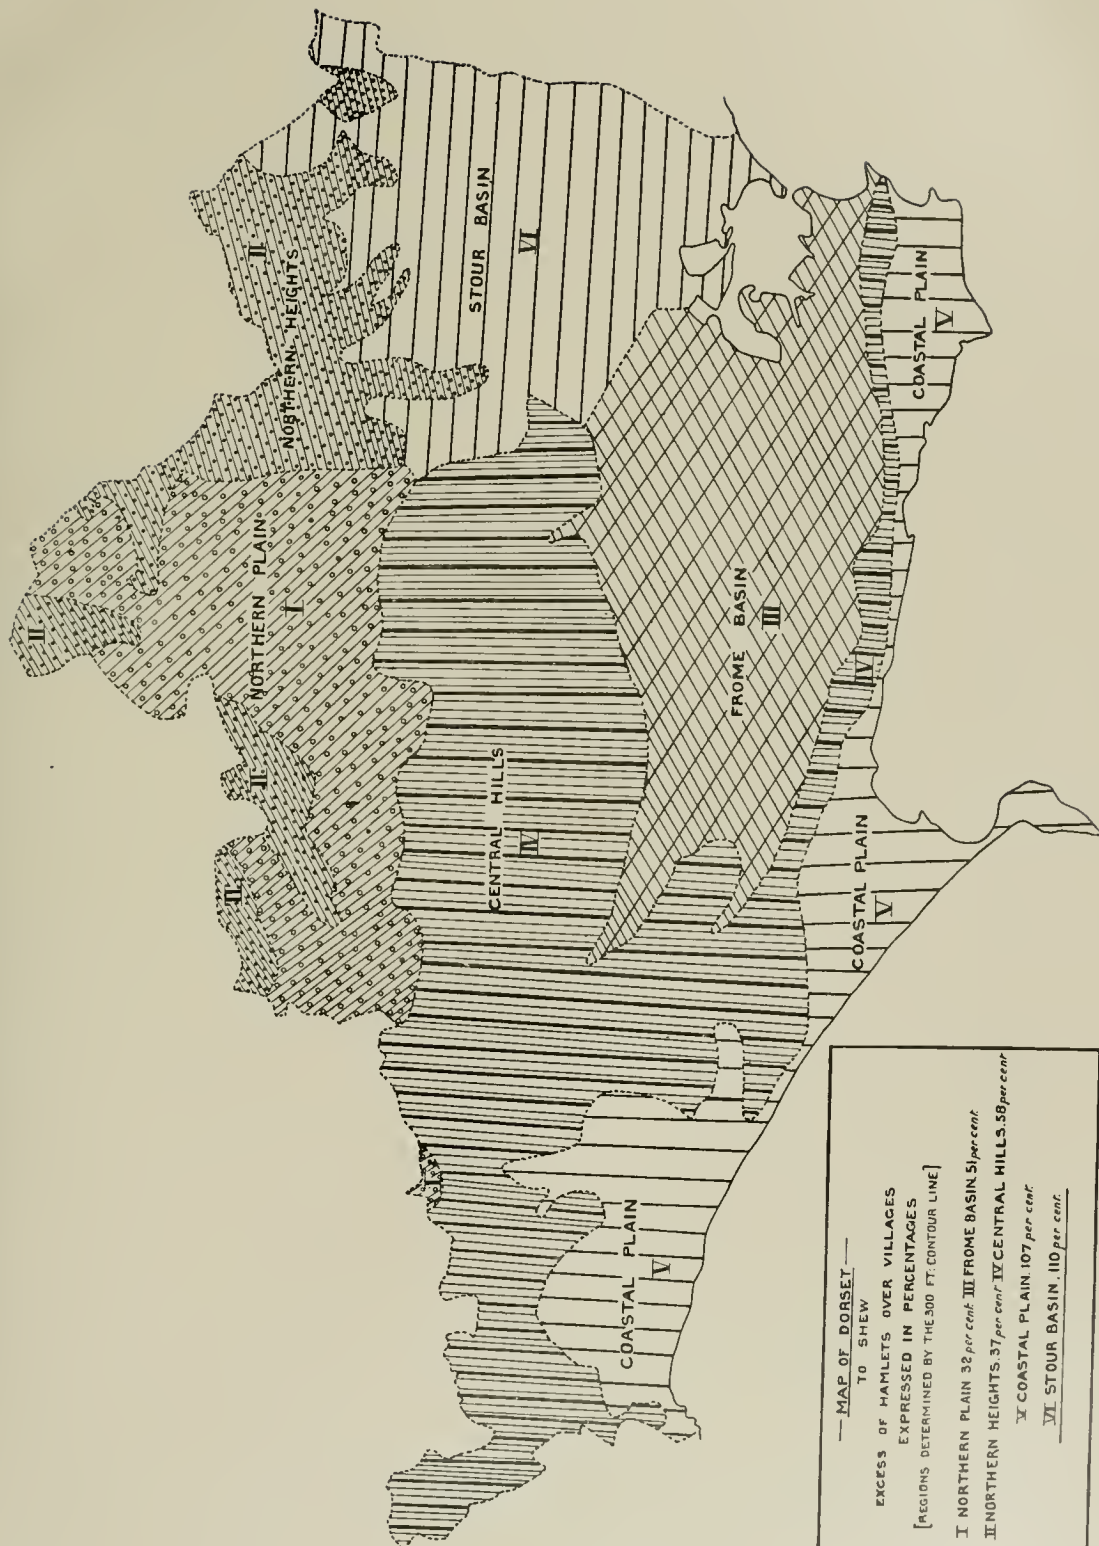 II
NORTHERN HEIGHTS
II
NORTHERN PLAIN
I
II
II
STOUR BASIN
VI
CENTRAL HILLS
IV
FROME BASIN
III
IV
I
COASTAL PLAIN
V
COASTAL PLAIN
V
COASTAL PLAIN
V
MAP OF DORSET
TO SHEW
EXCESS OF HAMLETS OVER VILLAGES
EXPRESSED IN PERCENTAGES
[REGIONS DETERMINED BY THE 300 FT: CONTOUR LINE]
I NORTHERN PLAIN 32 per cent. III FROME BASIN. 51 per cent.
II NORTHERN HEIGHTS. 37 per cent IV CENTRAL HILLS. 58 per cent
V COASTAL PLAIN. 107 per cent.
VI STOUR BASIN. 110 per cent.